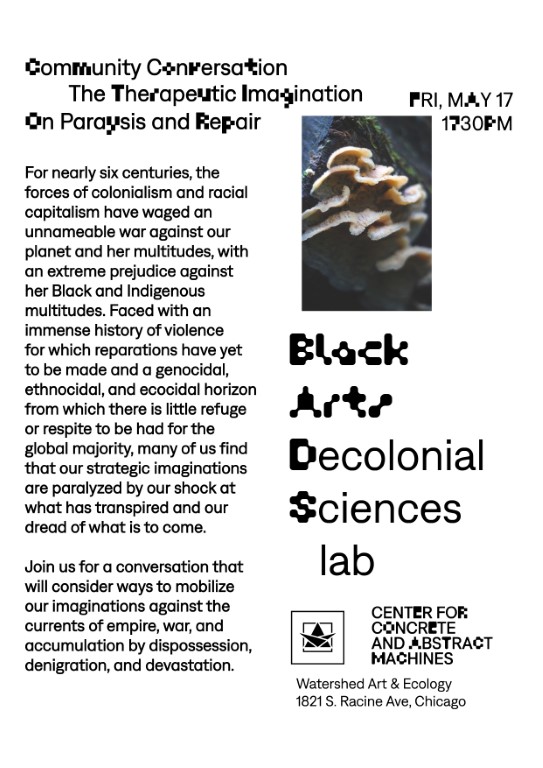 Community Conversation
The Therapeutic Imagination
On Paraysis and Repair
FRI, MAY 17
1730PM
For nearly six centuries, the
forces of colonialism and racial
capitalism have waged an
unnameable war against our
planet and her multitudes, with
an extreme prejudice against
her Black and Indigenous
multitudes. Faced with an
immense history of violence
for which reparations have yet
to be made and a genocidal,
ethnocidal, and ecocidal horizon
from which there is little refuge
or respite to be had for the
global majority, many of us find
that our strategic imaginations
are paralyzed by our shock at
what has transpired and our
dread of what is to come.
Join us for a conversation that
will consider ways to mobilize
our imaginations against the
currents of empire, war, and
accumulation by dispossession,
denigration, and devastation.
Black
Arts
Decolonial
Sciences
lab
CENTER FOR
CONCRETE
AND ABSTRACT
MACHINES
Watershed Art & Ecology
1821 S. Racine Ave, Chicago